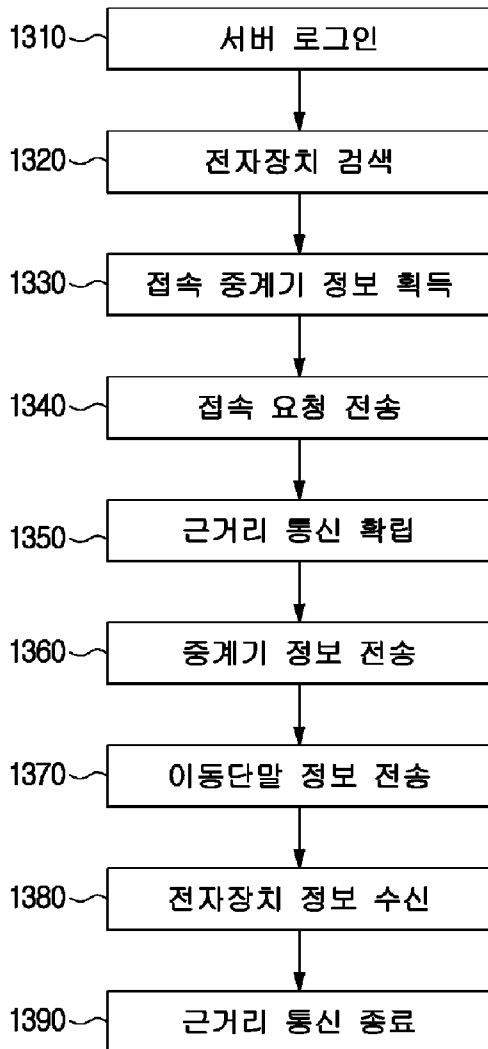 1310 서버 로그인
1320 전자장치 검색
1330 접속 중계기 정보 획득
1340 접속 요청 전송
1350 근거리 통신 확립
1360 중계기 정보 전송
1370 이동단말 정보 전송
1380 전자장치 정보 수신
1390 근거리 통신 종료